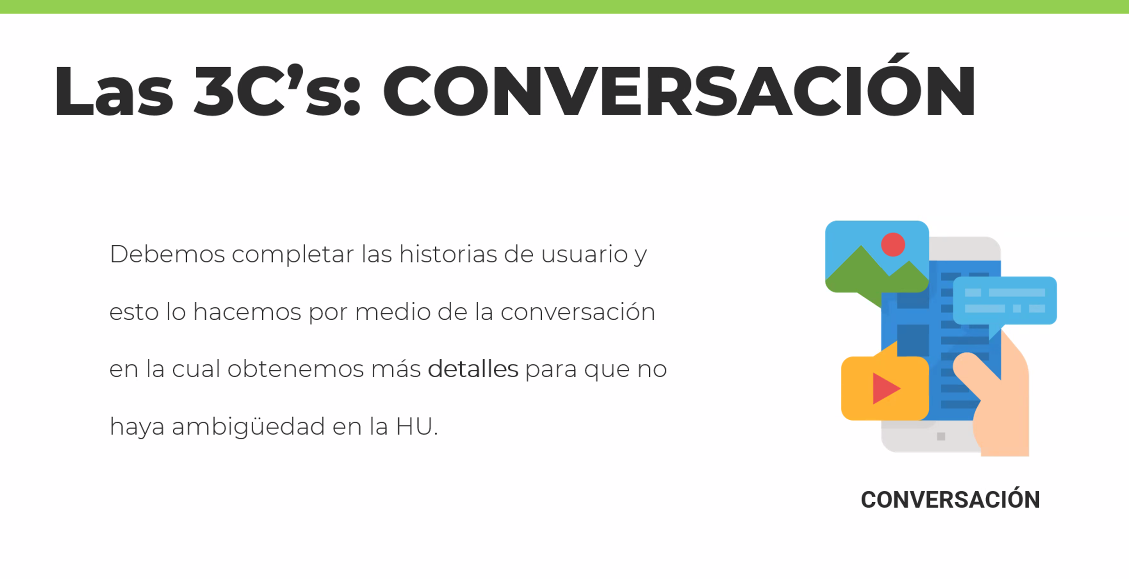 Las 3C’s: CONVERSACIÓN
Debemos completar las historias de usuario y
esto lo hacemos por medio de la conversación
en la cual obtenemos más detalles para que no
haya ambigüedad en la HU.
CONVERSACIÓN